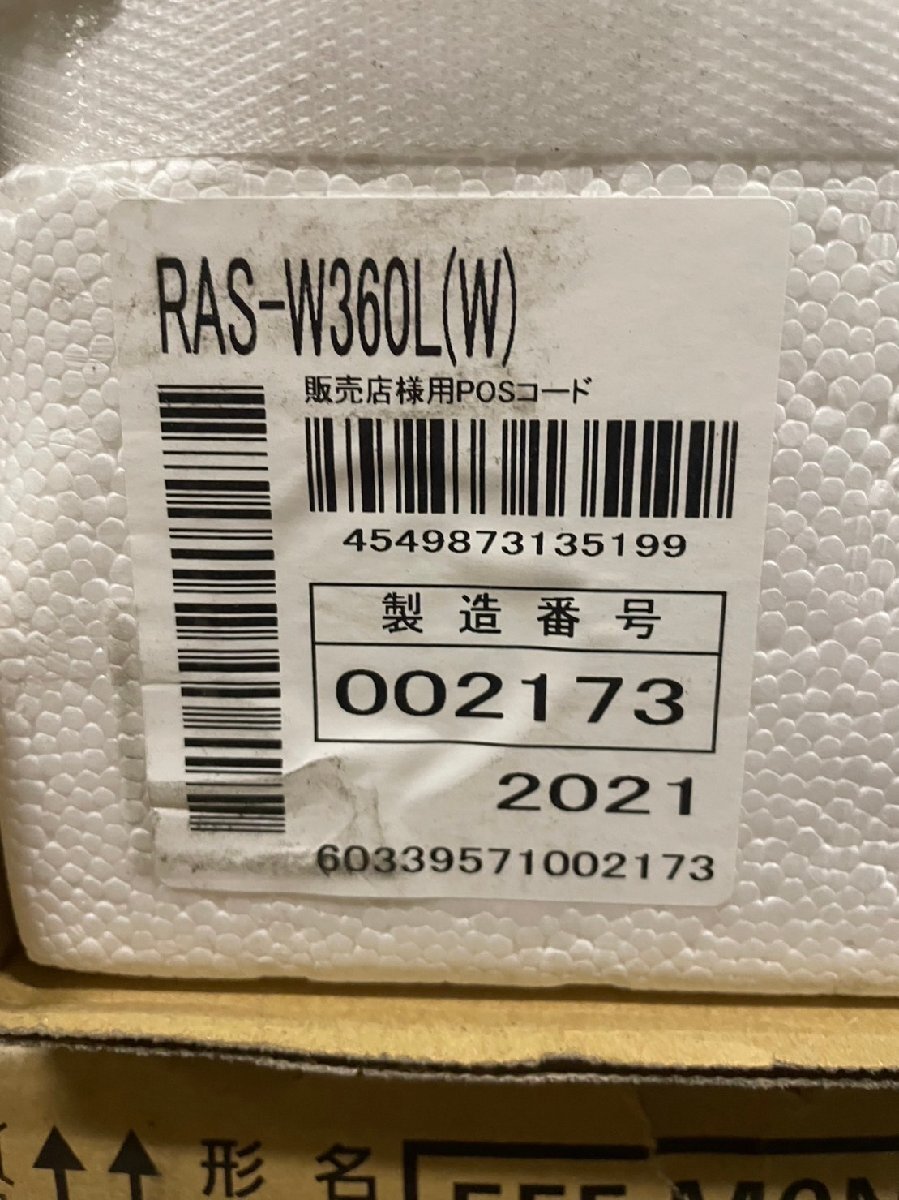 RAS-W360L(W)
販売店様用POSコード
4549873135199
製造番号
002173
2021
60339571002173
形名